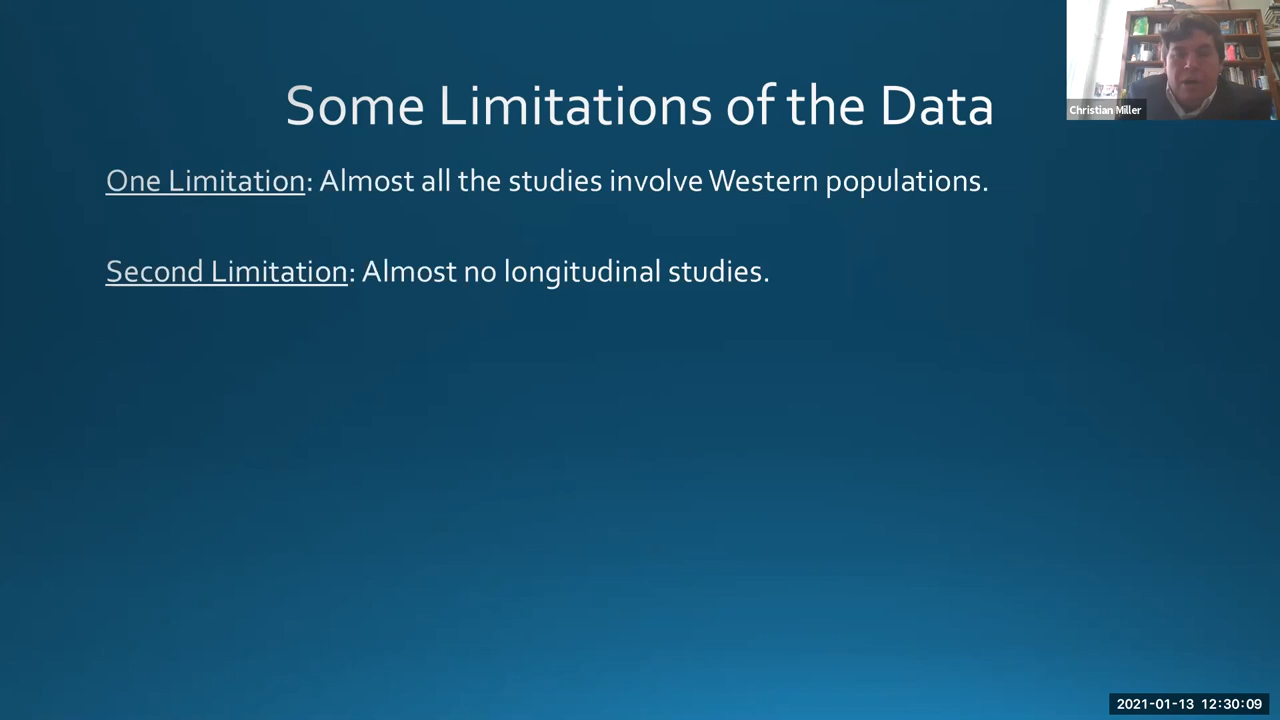 Some Limitations of the Data
One Limitation: Almost all the studies involve Western populations.
Second Limitation: Almost no longitudinal studies.
Christian Miller
2021-01-13 12:30:09